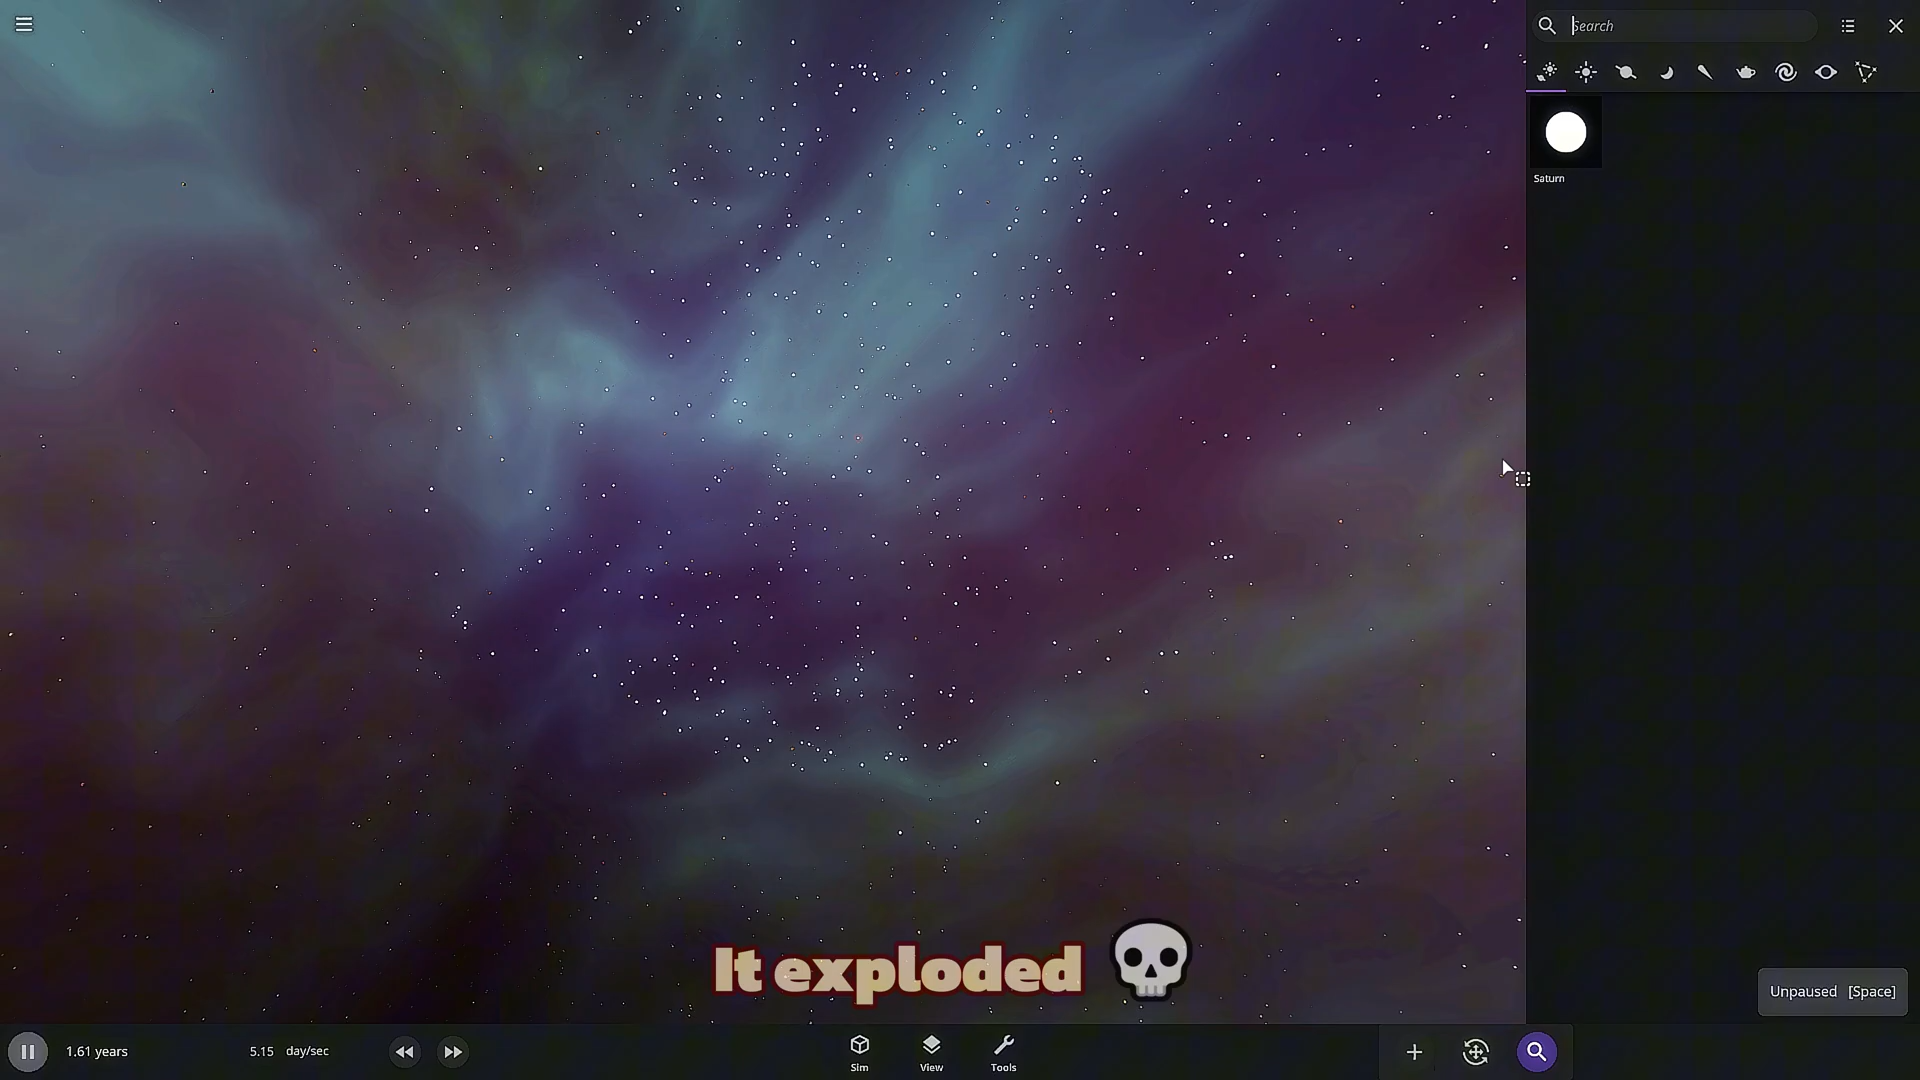 Search
Saturn
It exploded 💀
Unpaused [Space]
1.61 years
5.15 day/sec
Sim
View
Tools